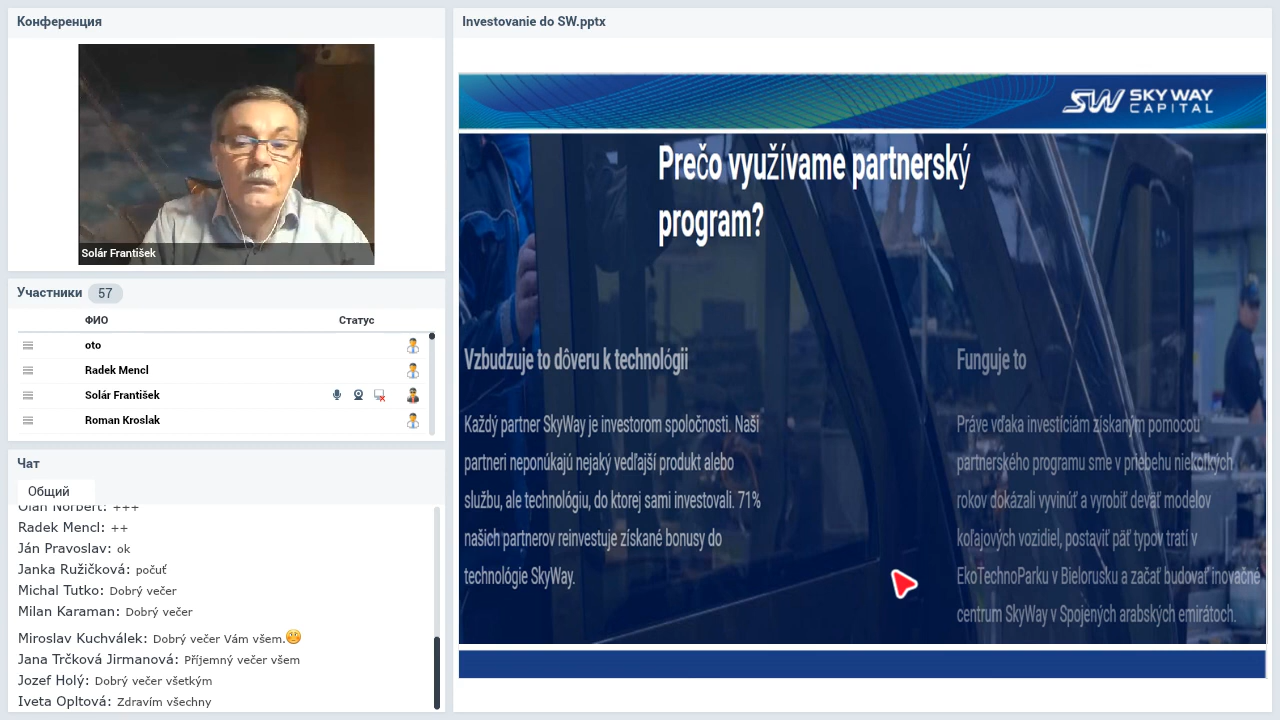 Конференция
Solár František
Участники 57
ФИО Статус
oto
Radek Mencl
Solár František
Roman Kroslak
Чат
Общий
Olah Norbert: +++
Radek Mencl: ++
Ján Pravoslav: ok
Janka Ružičková: počuť
Michal Tutko: Dobrý večer
Milan Karaman: Dobrý večer
Miroslav Kuchválek: Dobrý večer Vám všem.
Jana Trčková Jirmanová: Příjemný večer všem
Jozef Holý: Dobrý večer všetkým
Iveta Opltová: Zdravím všechny
Investovanie do SW.pptx
SW SKY WAY
CAPITAL
Prečo využívame partnerský
program?
Vzbudzuje to dôveru k technológii
Každý partner SkyWay je investorom spoločnosti. Naši
partneri neponúkajú nejaký vedľajší produkt alebo
službu, ale technológiu, do ktorej sami investovali. 71%
našich partnerov reinvestuje získané bonusy do
technológie SkyWay.
Funguje to
Práve vďaka investíciám získaným pomocou
partnerského programu sme v priebehu niekoľkých
rokov dokázali vyvinúť a vyrobiť deväť modelov
koľajových vozidiel, postaviť päť typov tratí v
EkoTechnoParku v Bielorusku a začať budovať inovačné
centrum SkyWay v Spojených arabských emirátoch.